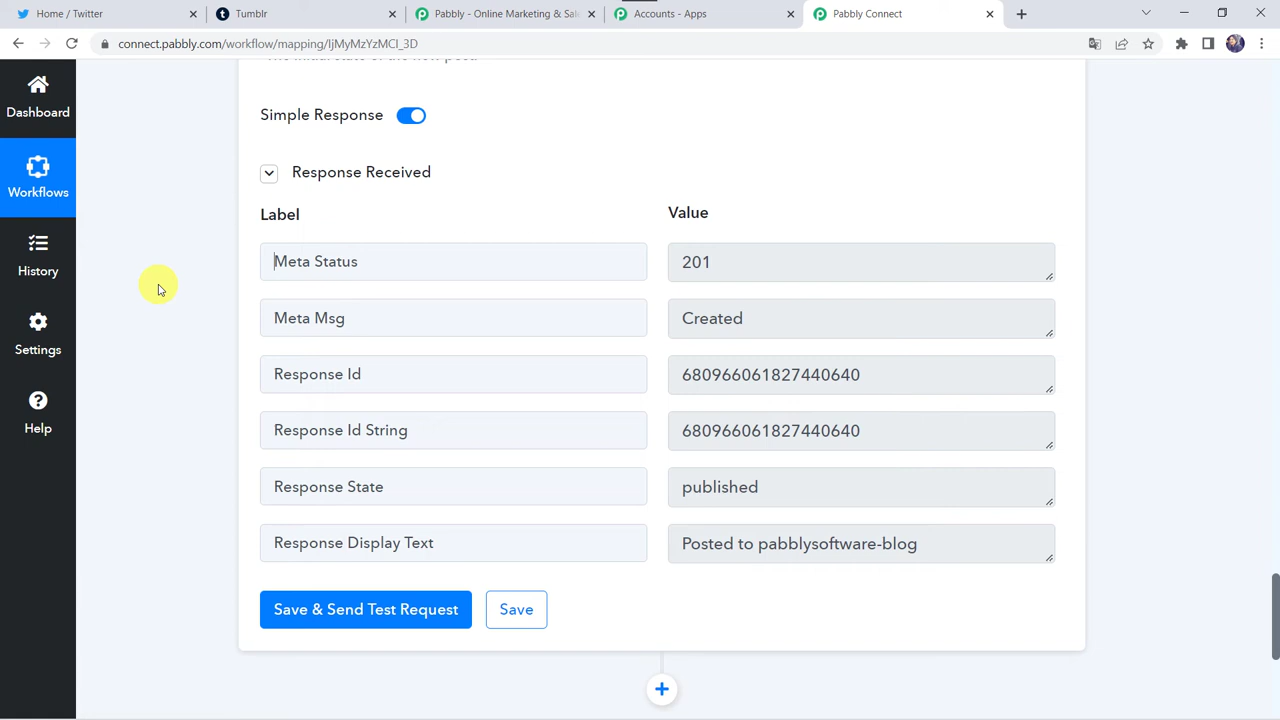 Home / Twitter
Tumblr
Pabbly - Online Marketing & Sal
Accounts - Apps
Pabbly Connect
connect.pabbly.com/workflow/mapping/IjMyMzYzMCI_3D
Dashboard
Workflows
History
Settings
Help
Simple Response
Response Received
Label
Value
Meta Status
201
Meta Msg
Created
Response Id
680966061827440640
Response Id String
680966061827440640
Response State
published
Response Display Text
Posted to pabblysoftware-blog
Save & Send Test Request
Save